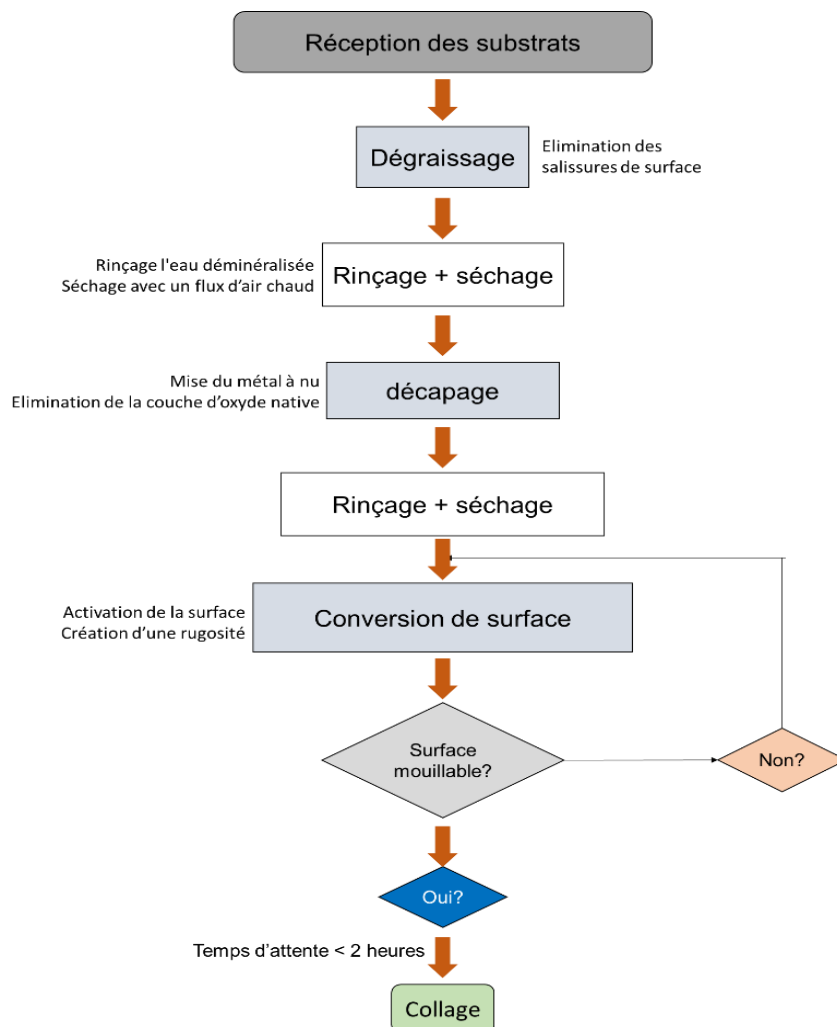 Réception des substrats
Dégraissage
Elimination des
salissures de surface
Rinçage l'eau déminéralisée
Séchage avec un flux d'air chaud
Rinçage + séchage
Mise du métal à nu
Elimination de la couche d'oxyde native
décapage
Rinçage + séchage
Activation de la surface
Création d'une rugosité
Conversion de surface
Surface
mouillable?
Non?
Oui?
Temps d'attente < 2 heures
Collage